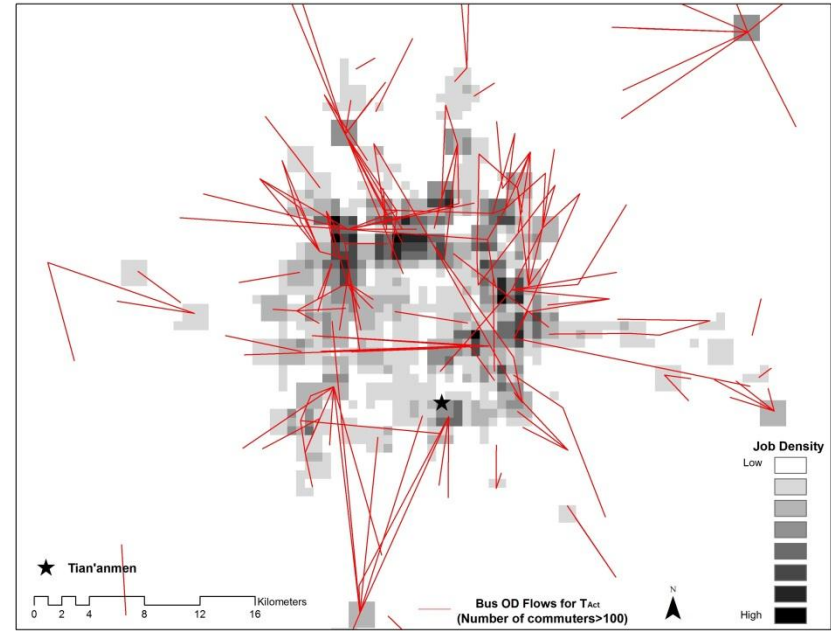 Job Density
Low
High
Tian'anmen
Kilometers
0 2 4 8 12 16
Bus OD Flows for TAct
(Number of commuters>100)
N